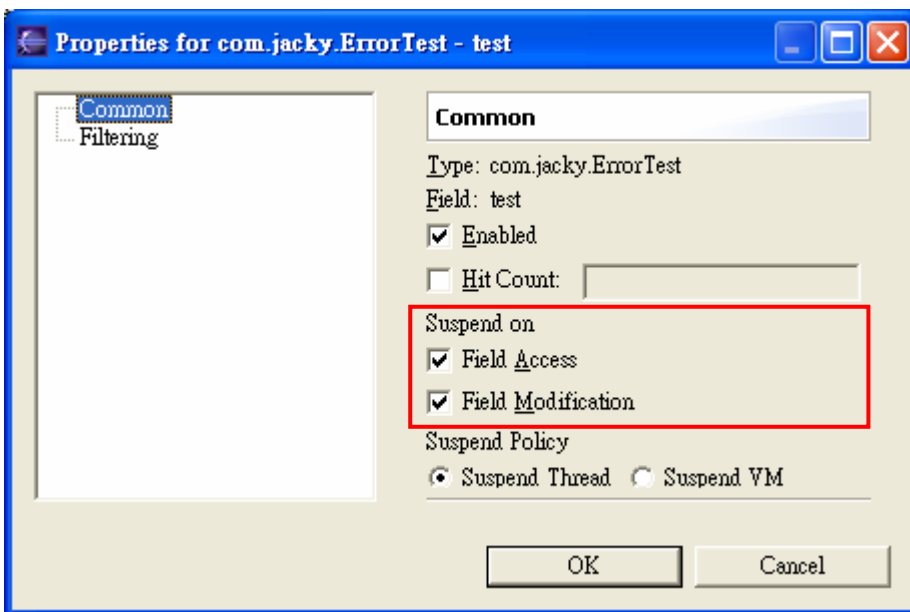 Properties for com.jacky.ErrorTest - test
Common
Filtering
Common
Type: com.jacky.ErrorTest
Field: test
Enabled
Hit Count:
Suspend on
Field Access
Field Modification
Suspend Policy
Suspend Thread Suspend VM
OK Cancel